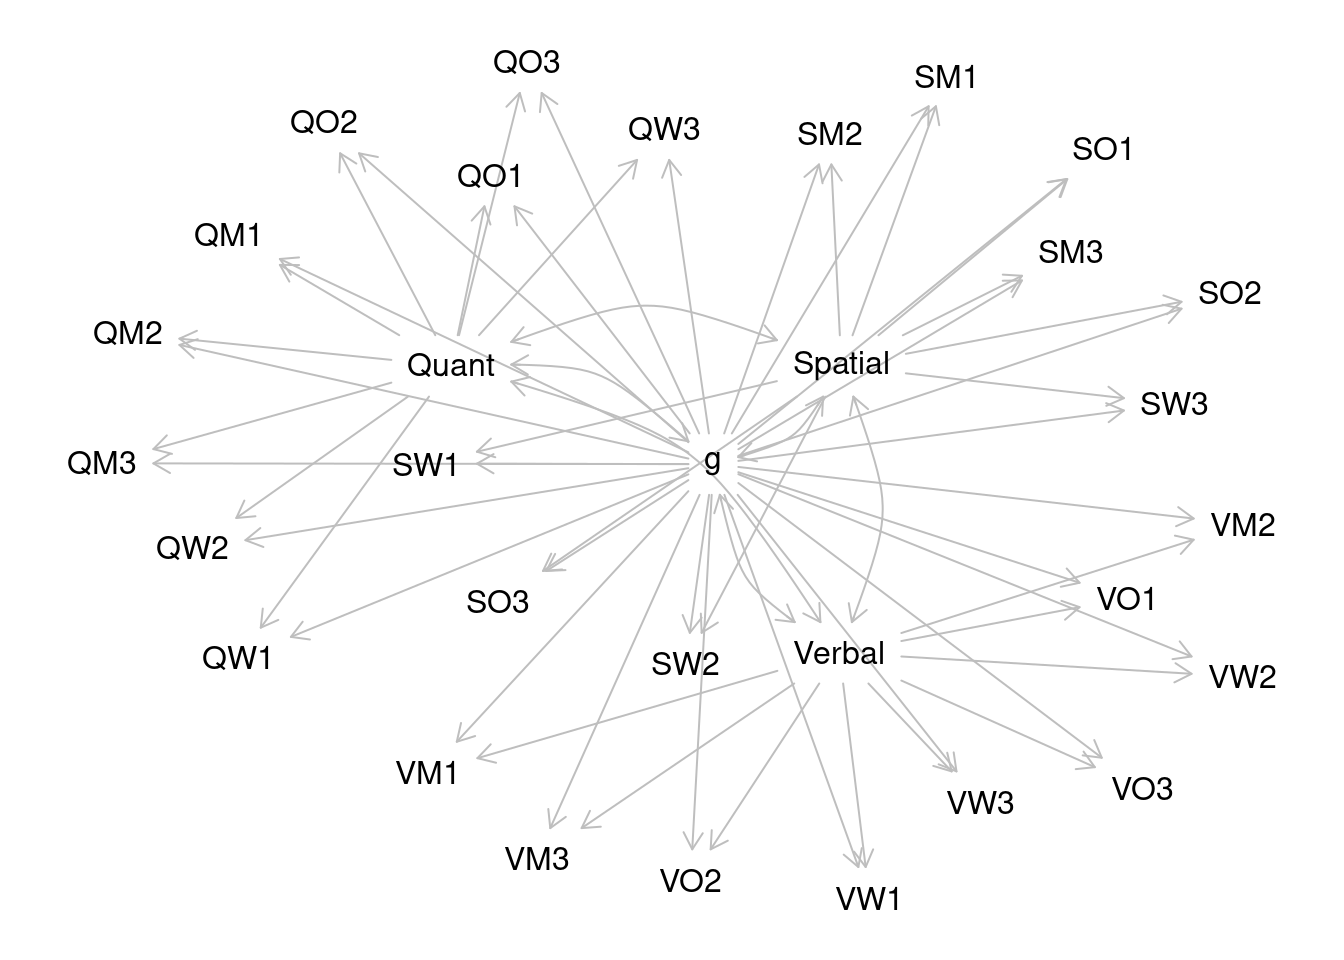 QO3
SM1
QO2
QW3
SM2
SO1
QO1
QM1
SM3
SO2
QM2
Quant
Spatial
SW3
QM3
SW1
g
VM2
QW2
SO3
VO1
QW1
SW2
Verbal
VW2
VM1
VW3
VO3
VM3
VO2
VW1